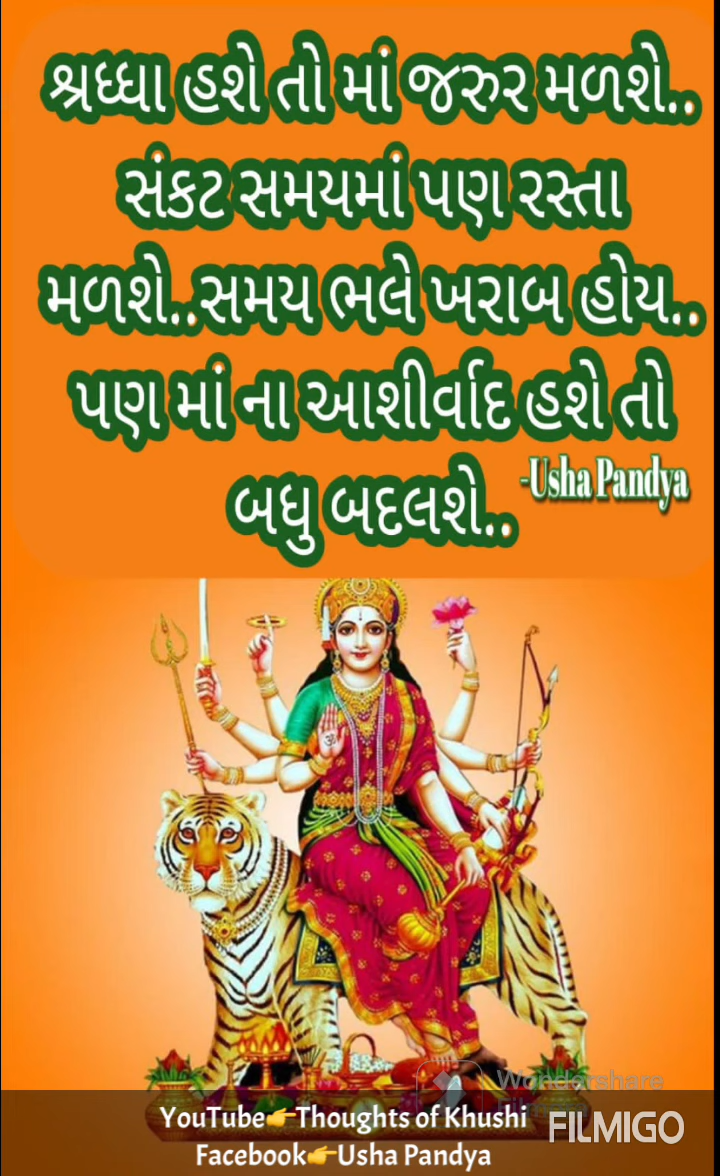 શ્રધ્ધા હશે તો માં જરુર મળશે..
સંકટ સમયમાં પણ રસ્તા
મળશે..સમય ભલે ખરાબ હોય..
પણ માં ના આશીર્વાદ હશે તો
બધુ બદલશે..
-Usha Pandya
ॐ
Wondershare
YouTube👉Thoughts of Khushi
FILMIGO
Facebook👉Usha Pandya